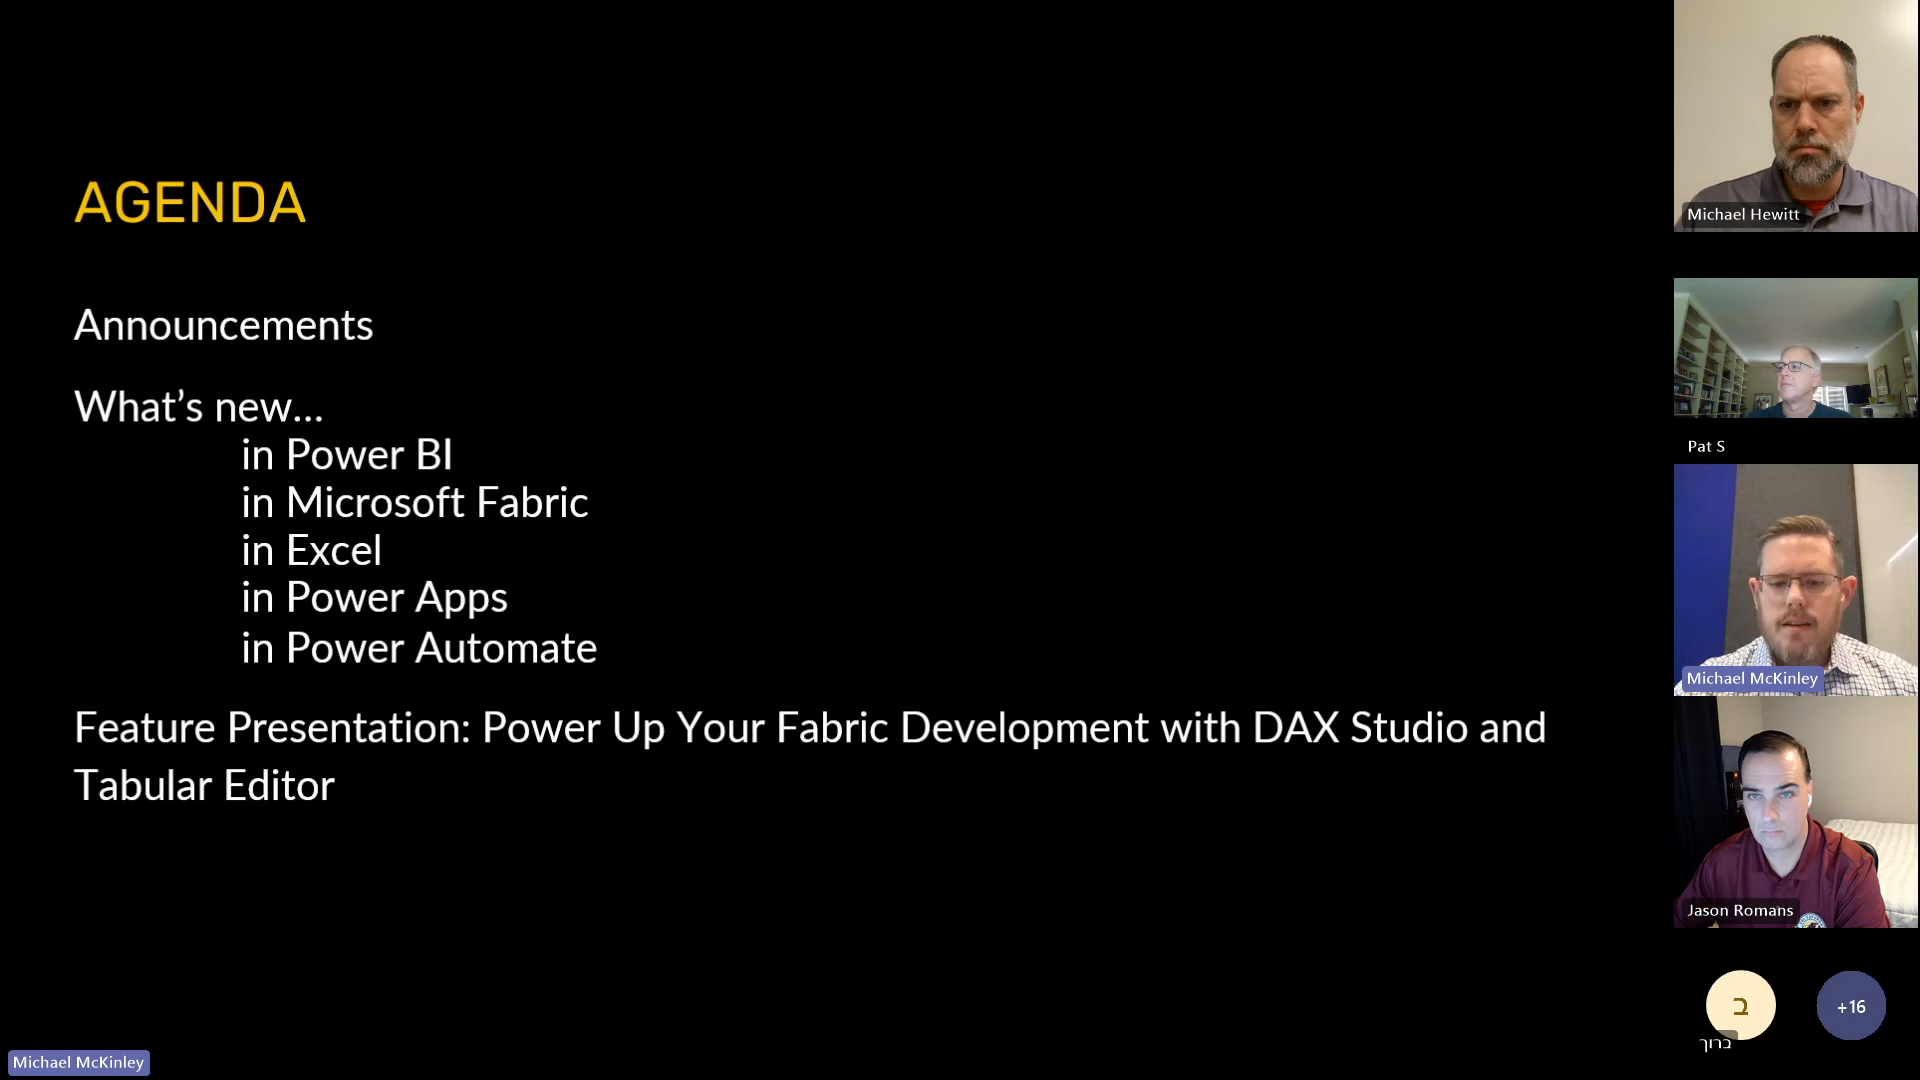 AGENDA
Announcements
What’s new…
in Power BI
in Microsoft Fabric
in Excel
in Power Apps
in Power Automate
Feature Presentation: Power Up Your Fabric Development with DAX Studio and
Tabular Editor
Michael McKinley
Michael Hewitt
Pat S
Michael McKinley
Jason Romans
ב
ברוך
+16